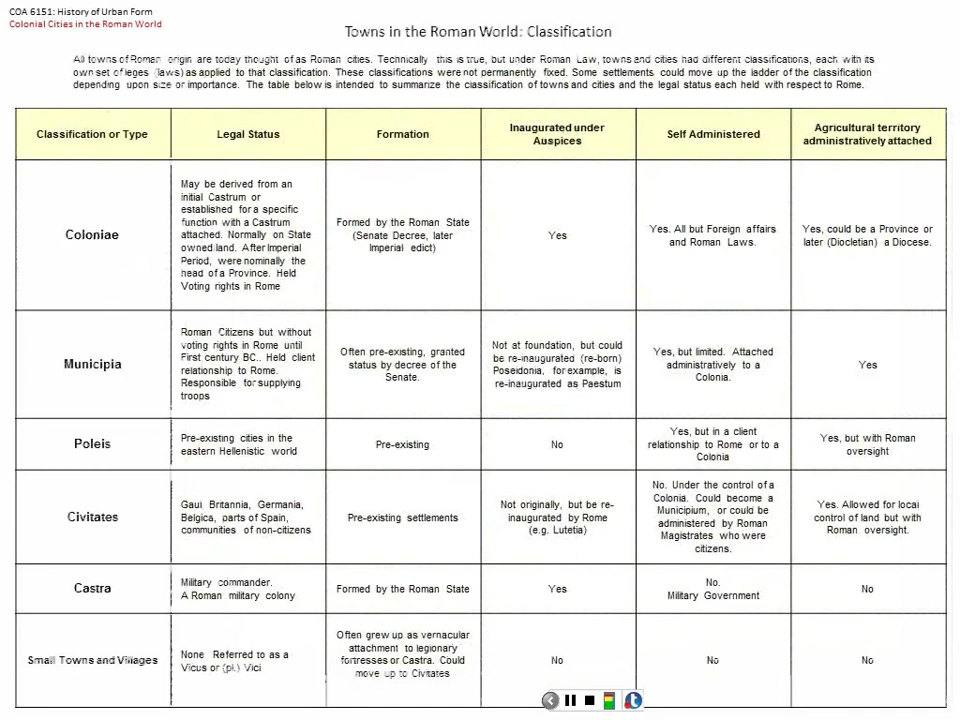 COA 6151: History of Urban Form
Colonial Cities in the Roman World
Towns in the Roman World: Classification
All towns of Roman origin are today thought of as Roman cities. Technically this is true, but under Roman Law, towns and cities had different classifications, each with its
own set of leges (laws) as applied to that classification. These classifications were not permanently fixed. Some settlements could move up the ladder of the classification
depending upon size or importance. The table below is intended to summarize the classification of towns and cities and the legal status each held with respect to Rome.
Classification or Type
Legal Status
Formation
Inaugurated under
Auspices
Self Administered
Agricultural territory
administratively attached
Coloniae
May be derived from an
initial Castrum or
established for a specific
function with a Castrum
attached. Normally on State
owned land. After Imperial
Period, were nominally the
head of a Province. Held
Voting rights in Rome
Formed by the Roman State
(Senate Decree, later
Imperial edict)
Yes
Yes. All but Foreign affairs
and Roman Laws.
Yes, could be a Province or
later (Diocletian) a Diocese.
Municipia
Roman Citizens but without
voting rights in Rome until
First century BC.. Held client
relationship to Rome.
Responsible for supplying
troops
Often pre-existing, granted
status by decree of the
Senate.
Not at foundation, but could
be re-inaugurated (re-born)
Poseidonia, for example, is
re-inaugurated as Paestum
Yes, but limited. Attached
administratively to a
Colonia.
Yes
Poleis
Pre-existing cities in the
eastern Hellenistic world
Pre-existing
No
Yes, but in a client
relationship to Rome or to a
Colonia
Yes, but with Roman
oversight
Civitates
Gaul Britannia, Germania,
Belgica, parts of Spain,
communities of non-citizens
Pre-existing settlements
Not originally, but be re-
inaugurated by Rome
(e.g. Lutetia)
No. Under the control of a
Colonia. Could become a
Municipium, or could be
administered by Roman
Magistrates who were
citizens.
Yes. Allowed for local
control of land but with
Roman oversight.
Castra
Military commander.
A Roman military colony
Formed by the Roman State
Yes
No.
Military Government
No
Small Towns and Villages
None Referred to as a
Vicus or (pl.) Vici
Often grew up as vernacular
attachment to legionary
fortresses or Castra. Could
move up to Civitates
No
No
No